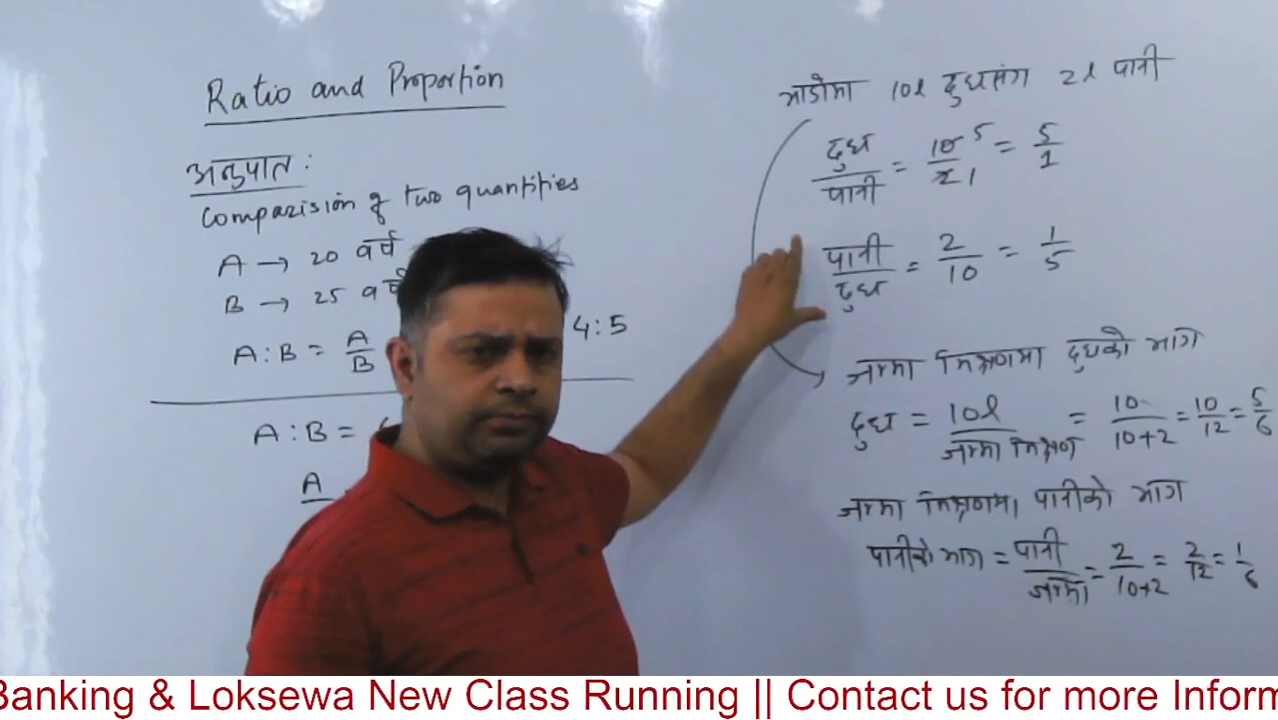 Ratio and Proportion
अनुपात :
Comparision of two quantities
A → 20 वर्ष
B → 25 वर्ष
A : B = A/B
4 : 5
A : B =
A
भाडोमा 10l दुधसंग 2l पानी
दुध/पानी = 10/2 5/1 = 5/1
पानी/दुध = 2/10 = 1/5
जम्मा मिश्रणमा दुधको भाग
दुध = 10l/जम्मा मिश्रण = 10/10+2 = 10/12 = 5/6
जम्मा मिश्रणमा पानीको भाग
पानीको भाग = पानी/जम्मा = 2/10+2 = 2/12 = 1/6
Banking & Loksewa New Class Running || Contact us for more Inform